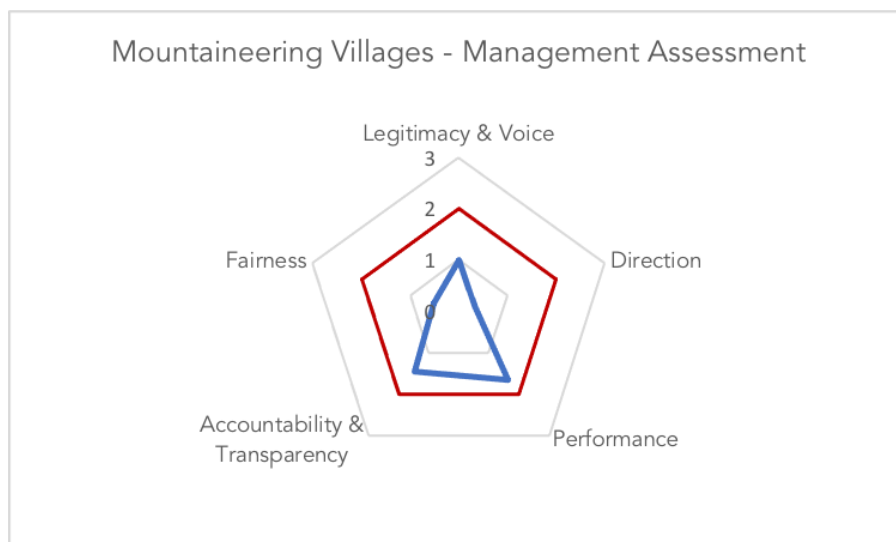 Mountaineering Villages - Management Assessment
Legitimacy & Voice
3
2
1
0
Fairness
Direction
Accountability &
Transparency
Performance